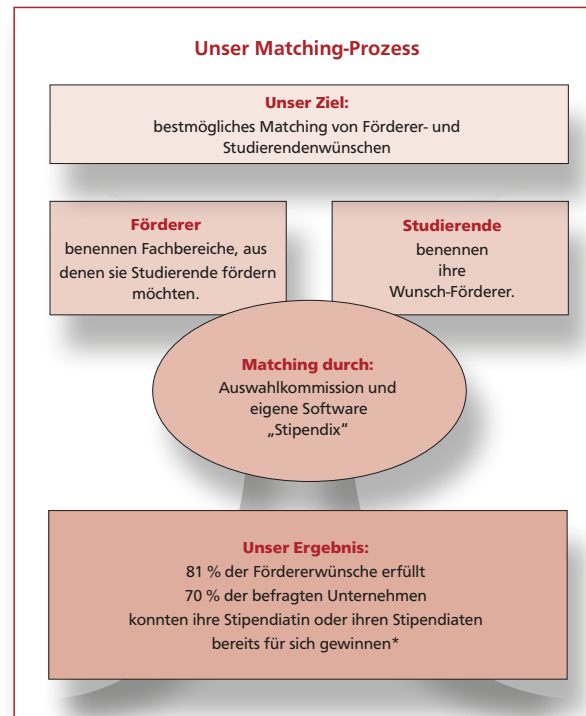 Unser Matching-Prozess
Unser Ziel:
bestmögliches Matching von Förderer- und
Studierendenwünschen
Förderer
benennen Fachbereiche, aus
denen sie Studierende fördern
möchten.
Studierende
benennen
ihre
Wunsch-Förderer.
Matching durch:
Auswahlkommission und
eigene Software
„Stipendix“
Unser Ergebnis:
81 % der Fördererwünsche erfüllt
70 % der befragten Unternehmen
konnten ihre Stipendiatin oder ihren Stipendiaten
bereits für sich gewinnen*